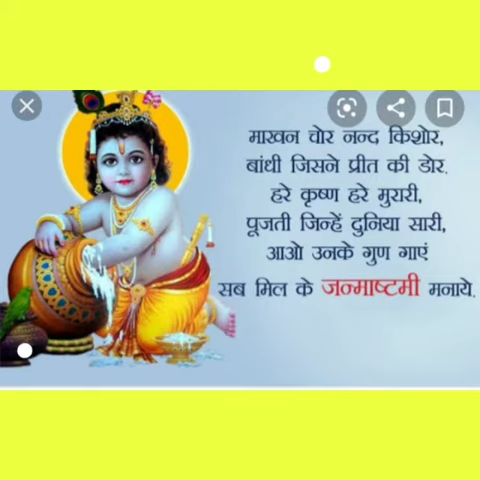 माखन चोर नन्द किशोर,
बांधी जिसने प्रीत की डोर.
हरे कृष्ण हरे मुरारी,
पूजती जिन्हें दुनिया सारी,
आओ उनके गुण गाएं
सब मिल के जन्माष्टमी मनाये.